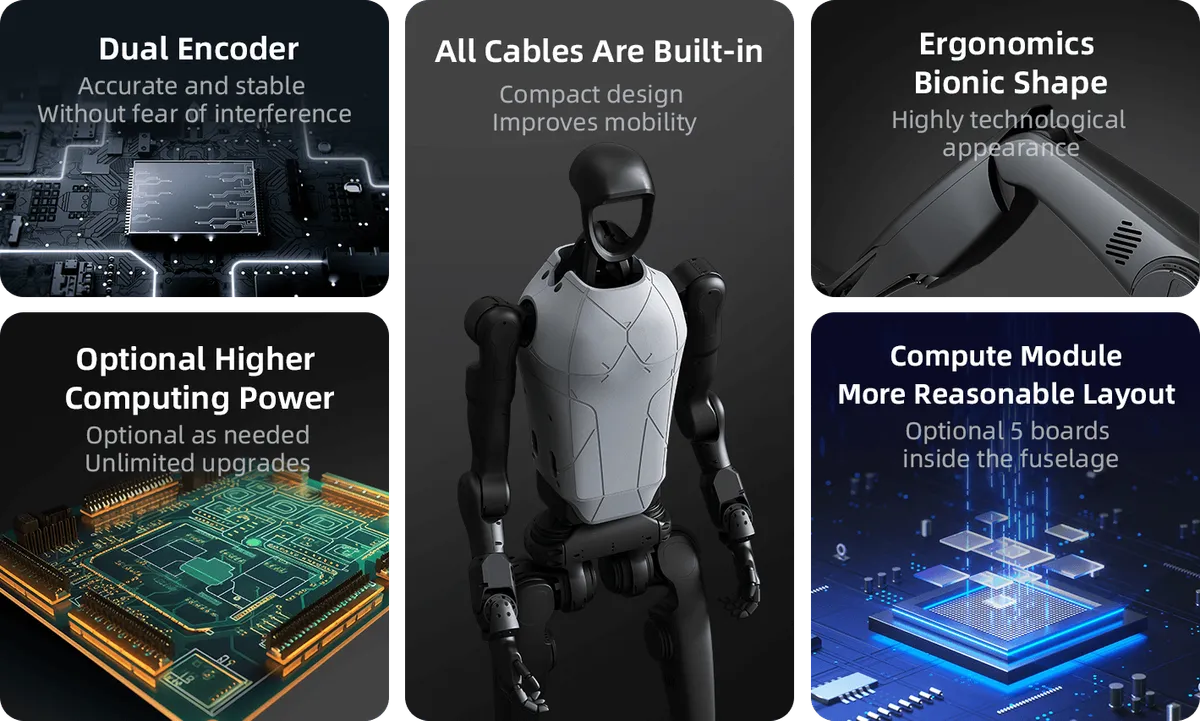 Dual Encoder
Accurate and stable
Without fear of interference
All Cables Are Built-in
Compact design
Improves mobility
Ergonomics
Bionic Shape
Highly technological
appearance
Optional Higher
Computing Power
Optional as needed
Unlimited upgrades
Compute Module
More Reasonable Layout
Optional 5 boards
inside the fuselage